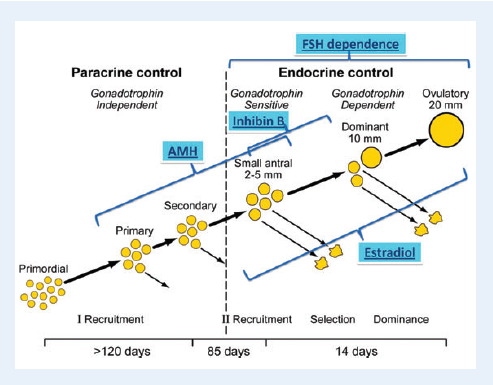 FSH dependence
Paracrine control
Endocrine control
Gonadotrophin
Independent
Gonadotrophin
Sensitive
Gonadotrophin
Dependent
Ovulatory
20 mm
Inhibin B
Dominant
10 mm
AMH
Small antral
2-5 mm
Secondary
Primary
Estradiol
Primordial
I Recruitment
II Recruitment
Selection
Dominance
>120 days
85 days
14 days